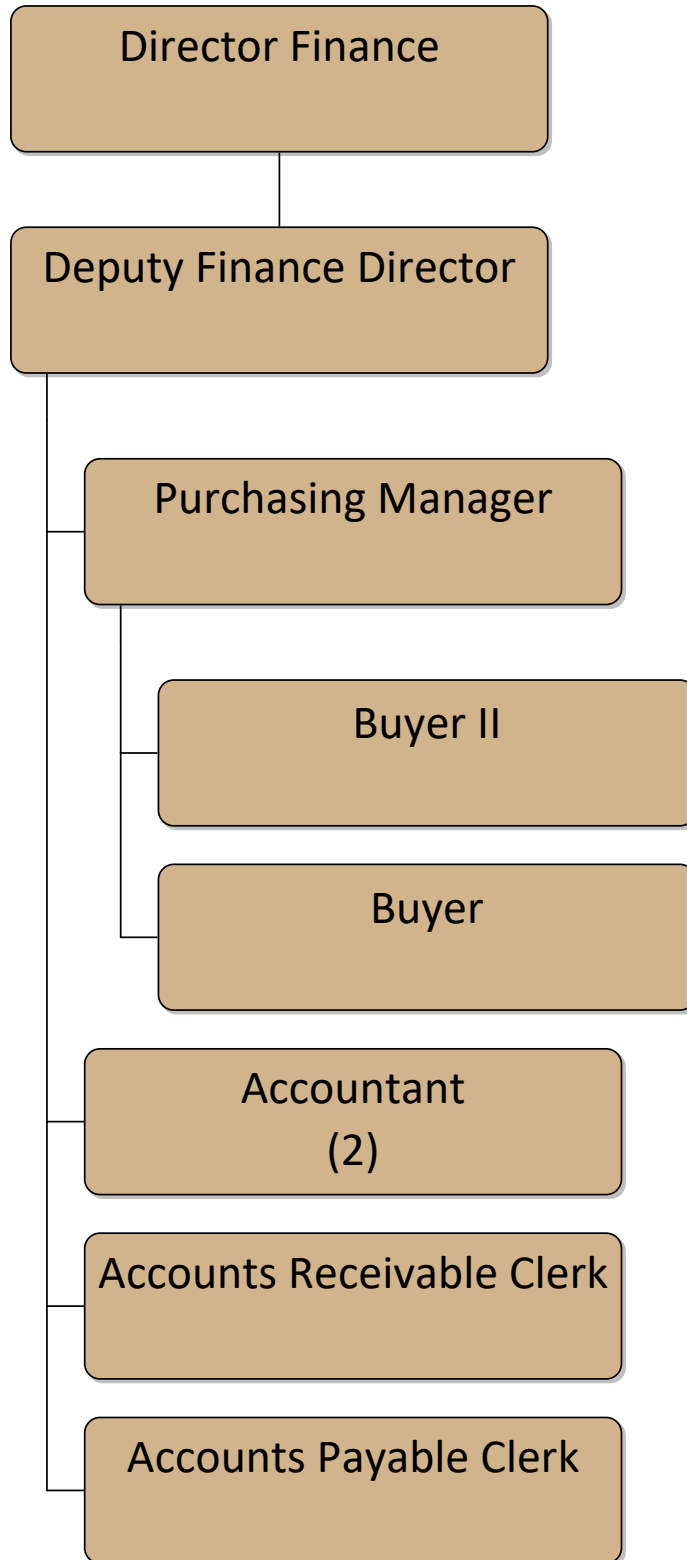 Director Finance
Deputy Finance Director
Purchasing Manager
Buyer II
Buyer
Accountant
(2)
Accounts Receivable Clerk
Accounts Payable Clerk